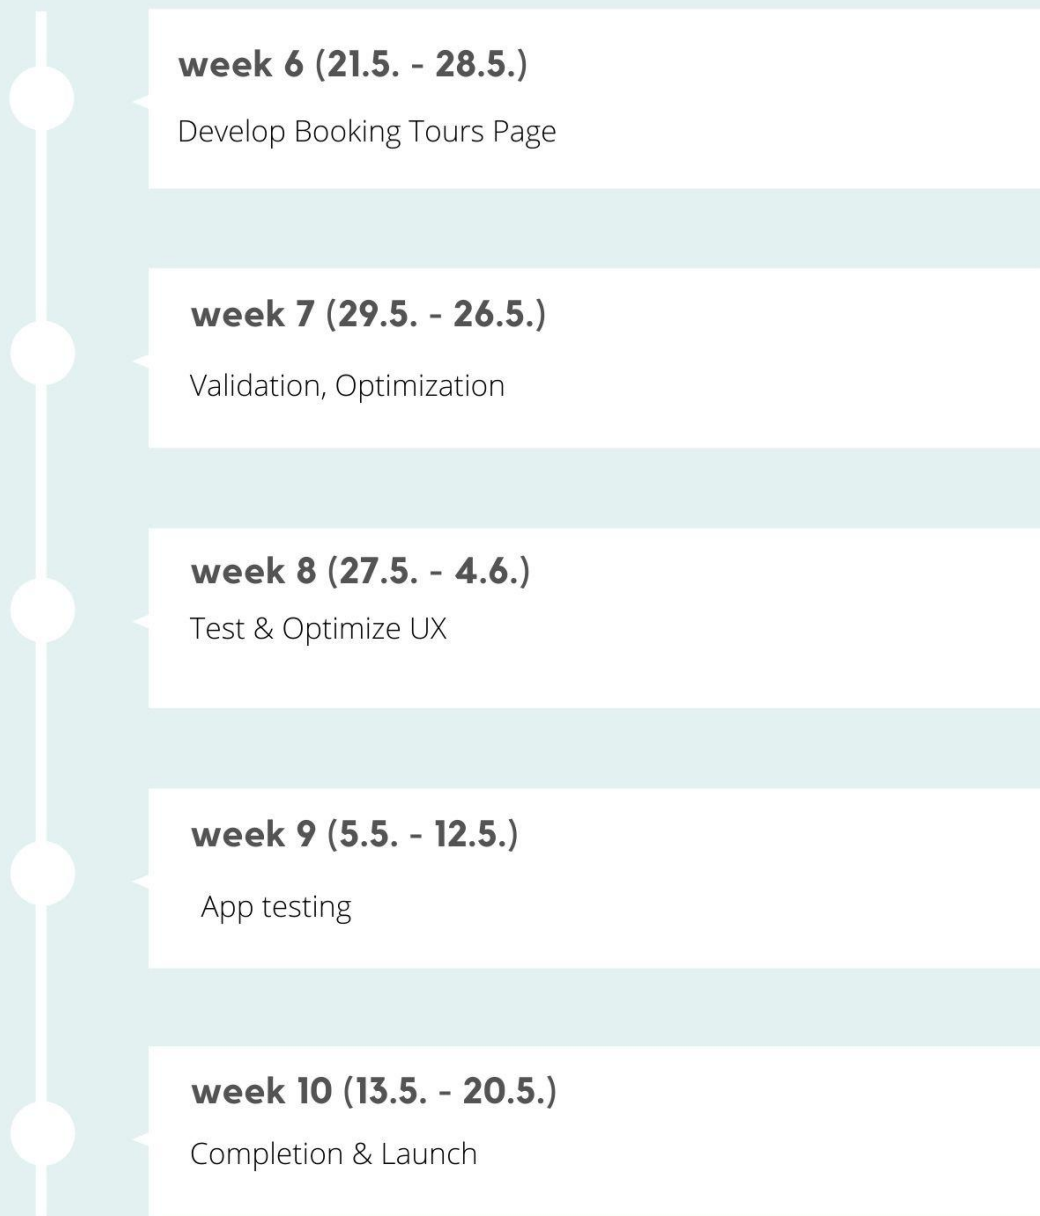 week 6 (21.5. - 28.5.)
Develop Booking Tours Page
week 7 (29.5. - 26.5.)
Validation, Optimization
week 8 (27.5. - 4.6.)
Test & Optimize UX
week 9 (5.5. - 12.5.)
App testing
week 10 (13.5. - 20.5.)
Completion & Launch